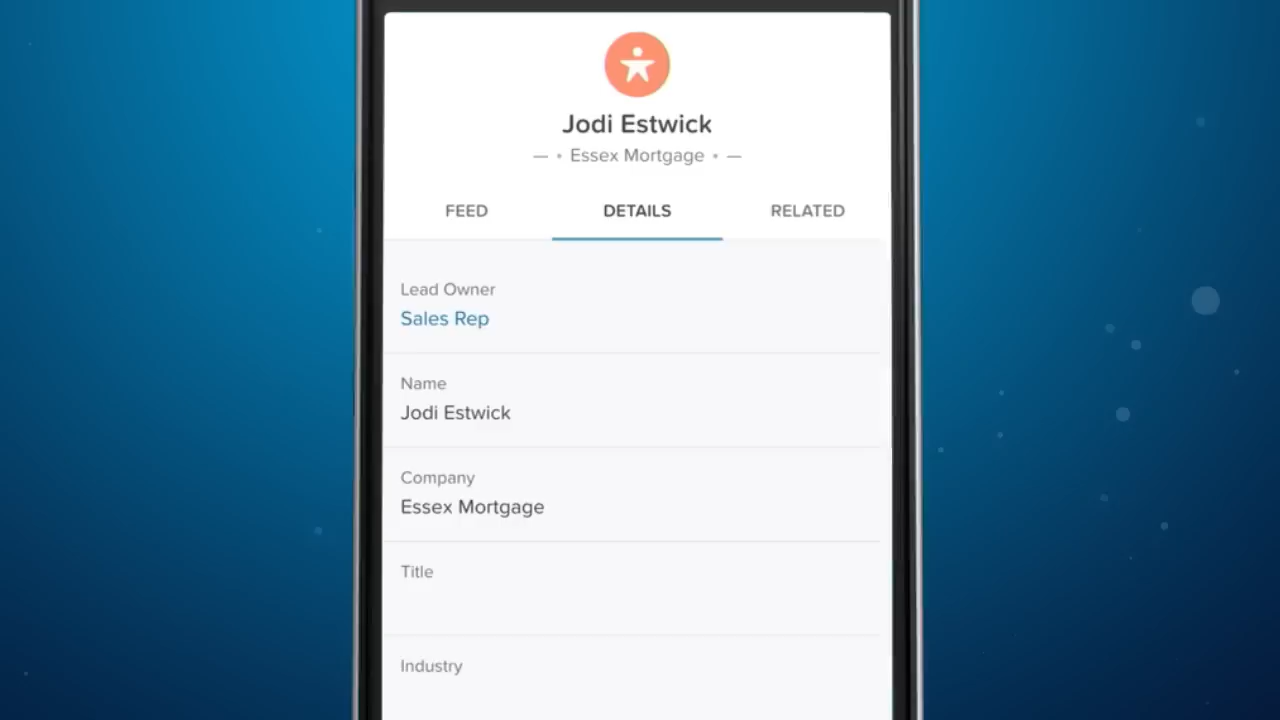 Jodi Estwick
— • Essex Mortgage • —
FEED DETAILS RELATED
Lead Owner
Sales Rep
Name
Jodi Estwick
Company
Essex Mortgage
Title
Industry